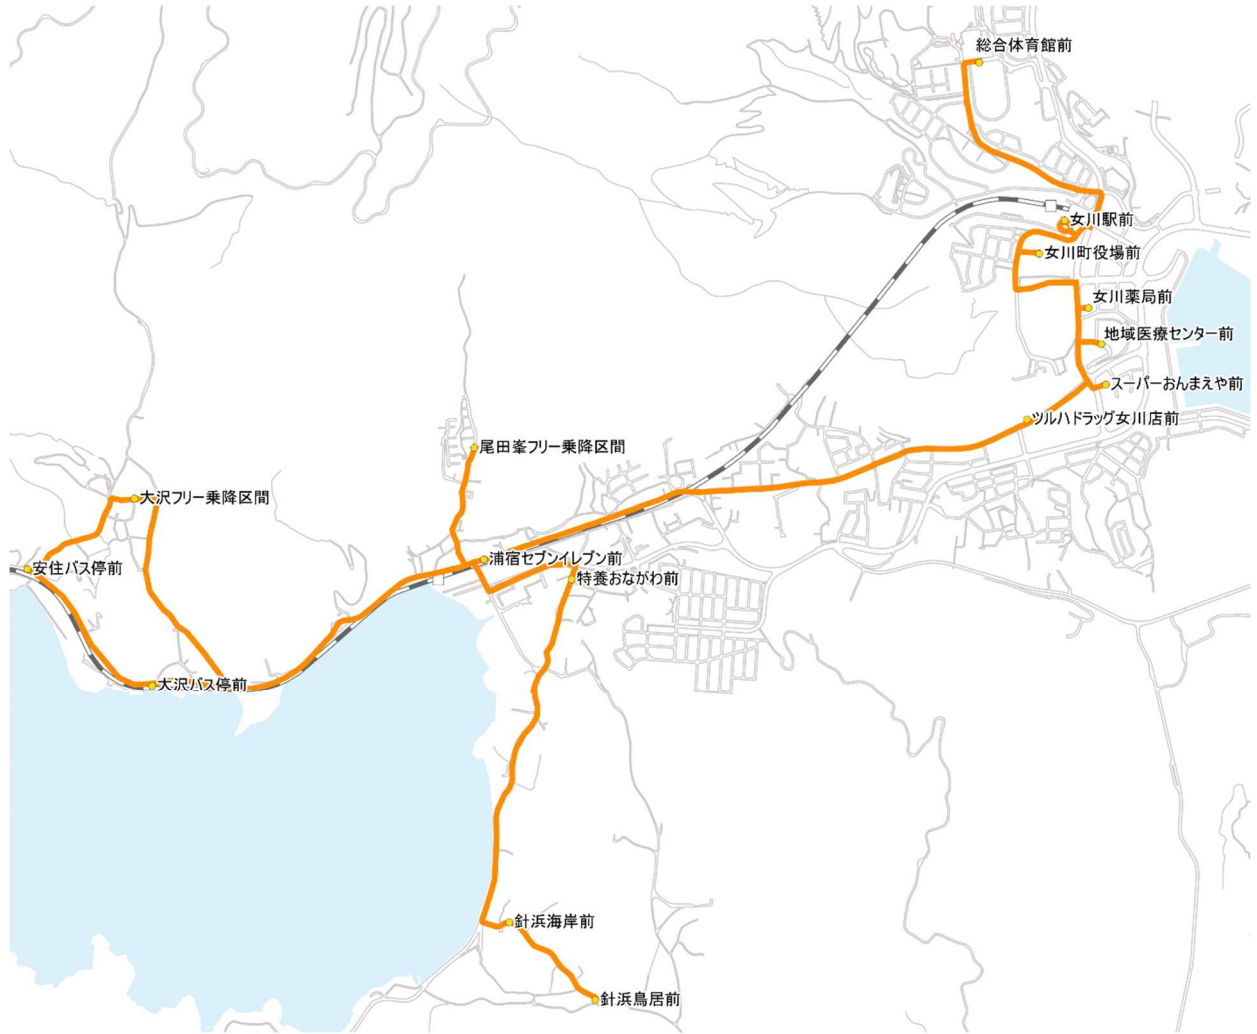 総合体育館前
女川駅前
女川町役場前
女川薬局前
地域医療センター前
スーパーおんまえや前
ツルハドラッグ女川店前
尾田峯フリー乗降区間
大沢フリー乗降区間
浦宿セブンイレブン前
安住バス停前
特養おながわ前
大沢バス停前
針浜海岸前
針浜鳥居前